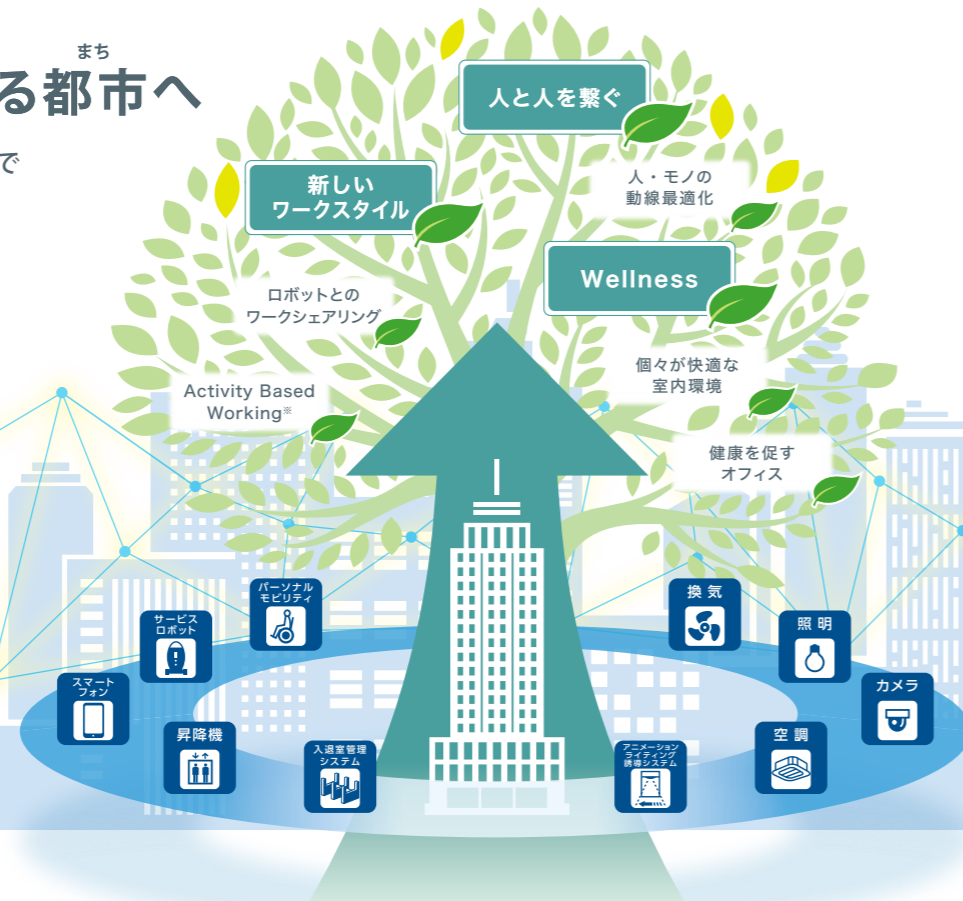 まち
る都市へ
で
人と人を繋ぐ
人・モノの
動線最適化
新しい
ワークスタイル
Wellness
ロボットとの
ワークシェアリング
個々が快適な
室内環境
Activity Based
Working※
健康を促す
オフィス
パーソナル
モビリティ
換気
サービス
ロボット
照明
スマート
フォン
カメラ
昇降機
空調
入退室管理
システム
アニメーション
ライティング
誘導システム